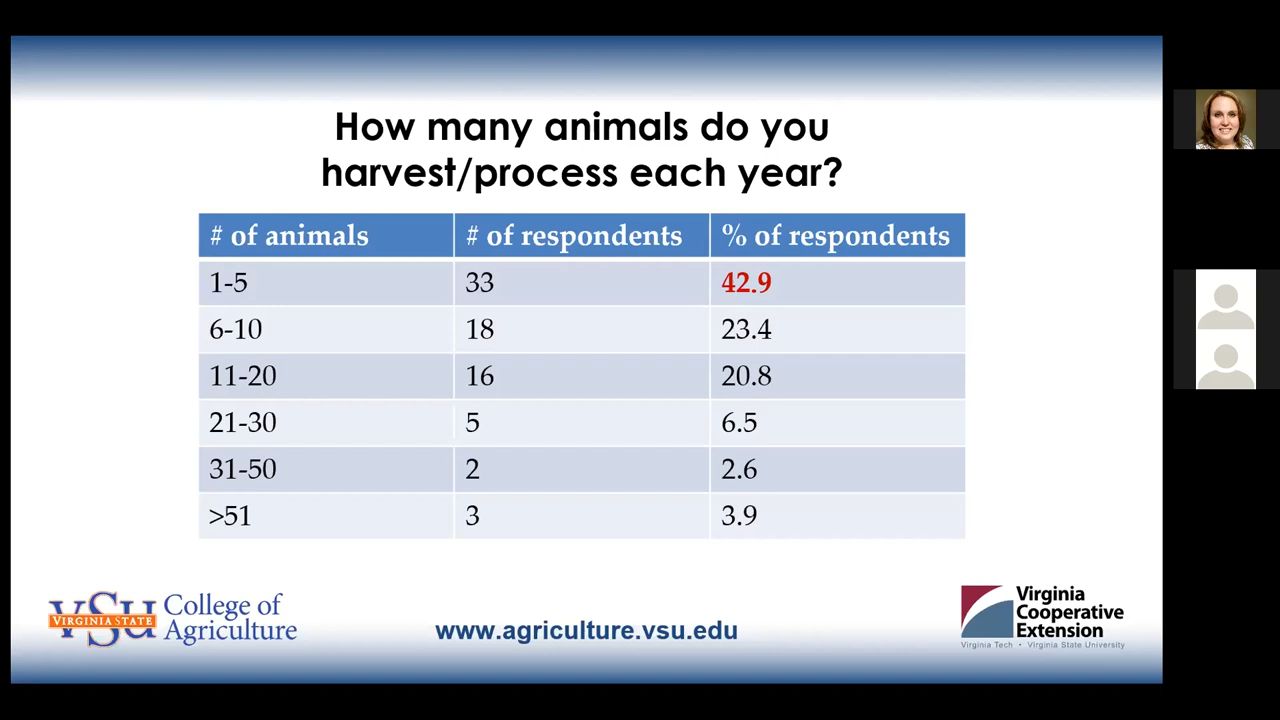 How many animals do you
harvest/process each year?
# of animals # of respondents % of respondents
1-5 33 42.9
6-10 18 23.4
11-20 16 20.8
21-30 5 6.5
31-50 2 2.6
>51 3 3.9
VSU
VIRGINIA STATE
College of
Agriculture
www.agriculture.vsu.edu
Virginia
Cooperative
Extension
Virginia Tech • Virginia State University